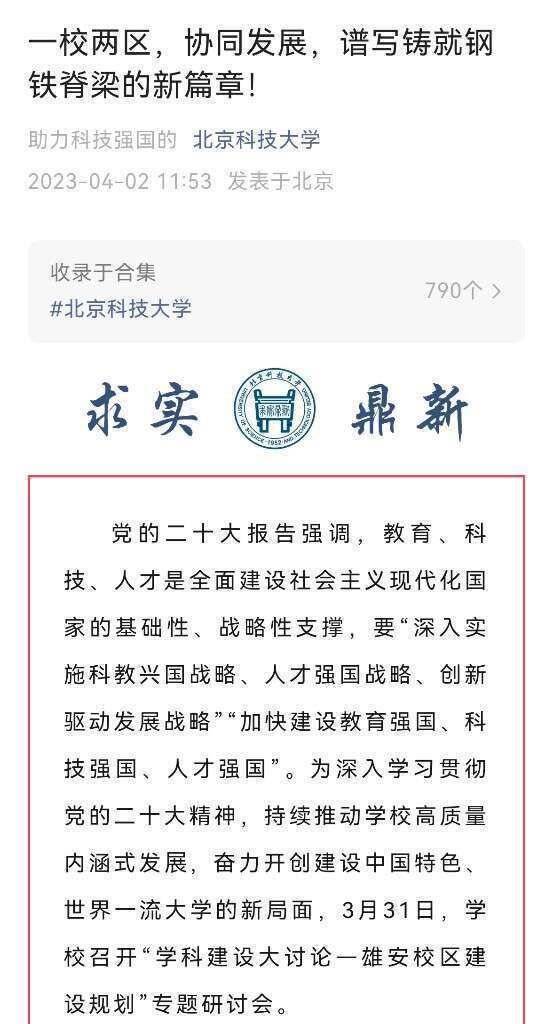 一校两区，协同发展，谱写铸就钢
铁脊梁的新篇章！
助力科技强国的 北京科技大学
2023-04-02 11:53 发表于北京
收录于合集
#北京科技大学
790个 >
求实 鼎新
北京科技大学
UNIVERSITY OF SCIENCE AND TECHNOLOGY BEIJING
1952
党的二十大报告强调，教育、科
技、人才是全面建设社会主义现代化国
家的基础性、战略性支撑，要“深入实
施科教兴国战略、人才强国战略、创新
驱动发展战略”“加快建设教育强国、科
技强国、人才强国”。为深入学习贯彻
党的二十大精神，持续推动学校高质量
内涵式发展，奋力开创建设中国特色、
世界一流大学的新局面，3月31日，学
校召开“学科建设大讨论—雄安校区建
设规划”专题研讨会。